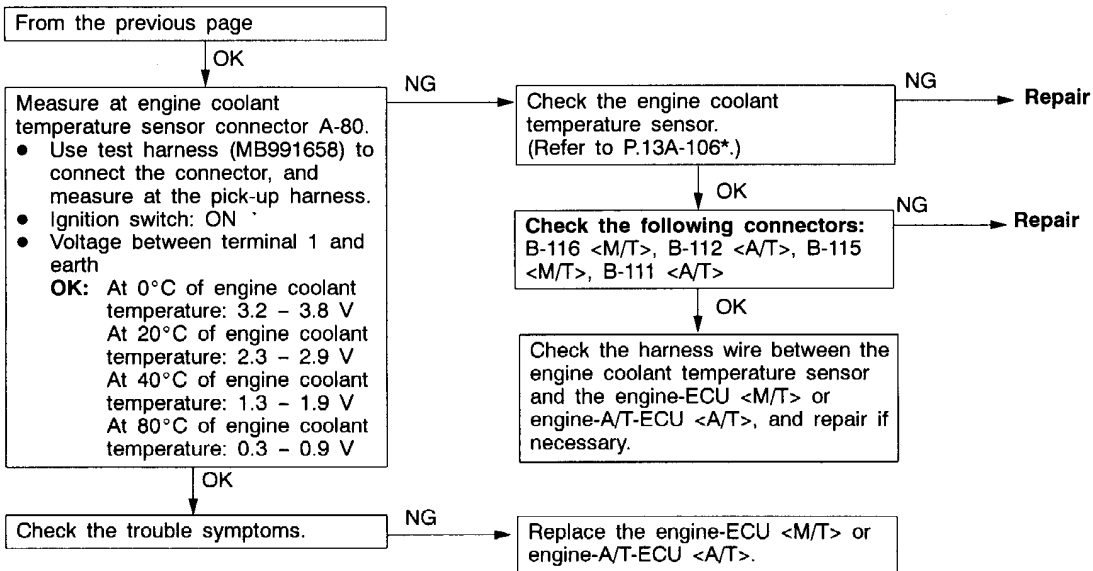 From the previous page
OK
Measure at engine coolant
temperature sensor connector A-80.
● Use test harness (MB991658) to
connect the connector, and
measure at the pick-up harness.
● Ignition switch: ON
● Voltage between terminal 1 and
earth
OK: At 0°C of engine coolant
temperature: 3.2 – 3.8 V
At 20°C of engine coolant
temperature: 2.3 – 2.9 V
At 40°C of engine coolant
temperature: 1.3 – 1.9 V
At 80°C of engine coolant
temperature: 0.3 – 0.9 V
NG
Check the engine coolant
temperature sensor.
(Refer to P.13A-106*.)
NG
Repair
OK
Check the following connectors:
B-116 <M/T>, B-112 <A/T>, B-115
<M/T>, B-111 <A/T>
NG
Repair
OK
Check the harness wire between the
engine coolant temperature sensor
and the engine-ECU <M/T> or
engine-A/T-ECU <A/T>, and repair if
necessary.
OK
Check the trouble symptoms.
NG
Replace the engine-ECU <M/T> or
engine-A/T-ECU <A/T>.